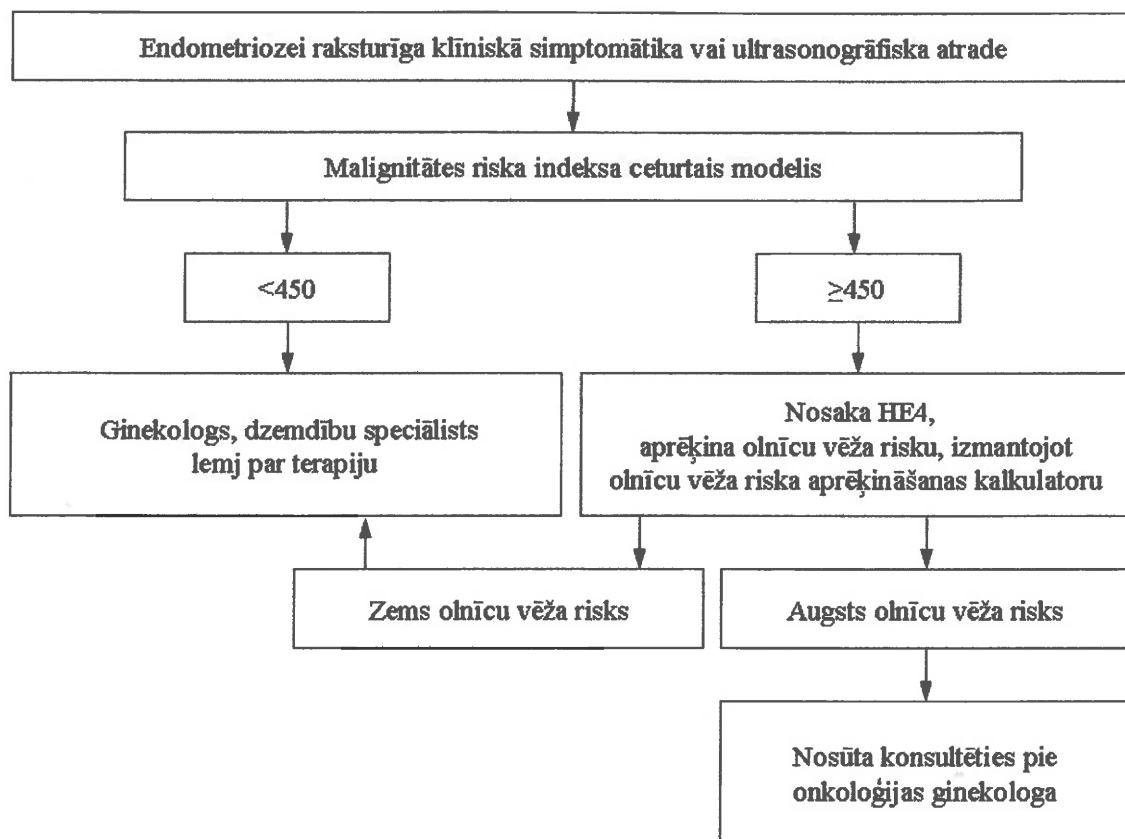 Endometriozei raksturīga klīniskā simptomātika vai ultrasonogrāfiska atrade
Malignitātes riska indeksa ceturtais modelis
<450
≥450
Ginekologs, dzemdību speciālists
lemj par terapiju
Nosaka HE4,
aprēķina olnīcu vēža risku, izmantojot
olnīcu vēža riska aprēķināšanas kalkulatoru
Zems olnīcu vēža risks
Augsts olnīcu vēža risks
Nosūta konsultēties pie
onkoloģijas ginekologa